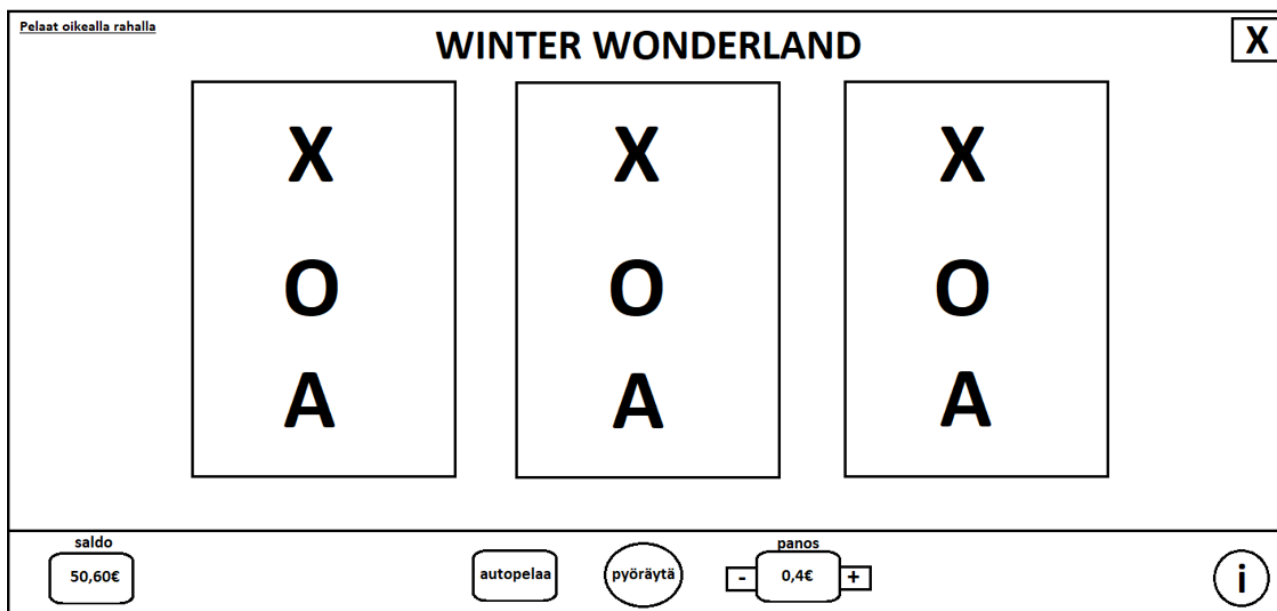 Pelaat oikealla rahalla
WINTER WONDERLAND
X
X X X
O O O
A A A
saldo
50,60€
autopelaa
pyöräytä
panos
- 0,4€ +
i